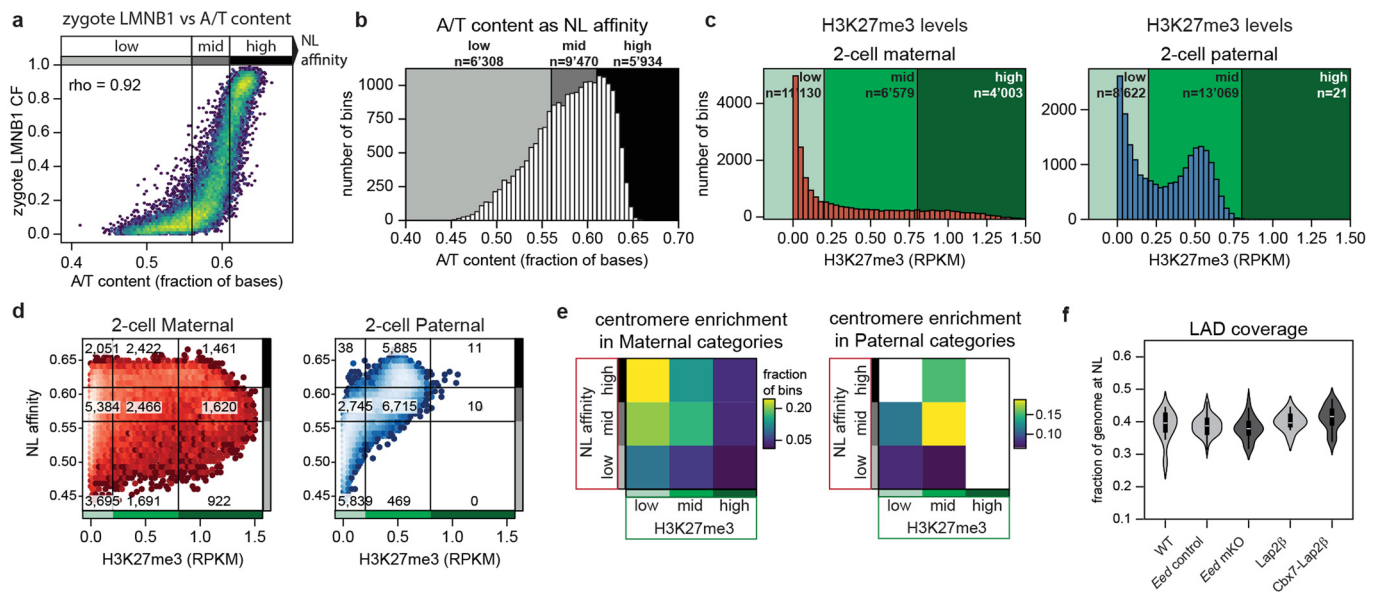 a
zygote LMNB1 vs A/T content
low
mid
high
NL
affinity
rho = 0.92
zygote LMNB1 CF
1.0
0.8
0.6
0.4
0.2
0.0
0.4
0.5
0.6
A/T content (fraction of bases)
b
A/T content as NL affinity
low
n=6'308
mid
n=9'470
high
n=5'934
number of bins
1000
750
500
250
0
0.40
0.45
0.50
0.55
0.60
0.65
0.70
A/T content (fraction of bases)
c
H3K27me3 levels
2-cell maternal
low
n=11'130
mid
n=6'579
high
n=4'003
number of bins
4000
2000
0
0.00
0.25
0.50
0.75
1.00
1.25
1.50
H3K27me3 (RPKM)
H3K27me3 levels
2-cell paternal
low
n=8'622
mid
n=13'069
high
n=21
2000
1000
0
0.00
0.25
0.50
0.75
1.00
1.25
1.50
H3K27me3 (RPKM)
d
2-cell Maternal
NL affinity
0.65
0.60
0.55
0.50
0.45
2,051
2,422
1,461
5,384
2,466
1,620
3,695
1,691
922
0.0
0.5
1.0
1.5
H3K27me3 (RPKM)
2-cell Paternal
0.65
0.60
0.55
0.50
0.45
38
5,885
11
2,745
6,715
10
5,839
469
0
0.0
0.5
1.0
1.5
H3K27me3 (RPKM)
e
centromere enrichment
in Maternal categories
NL affinity
high
mid
low
low
mid
high
H3K27me3
fraction
of bins
0.20
0.05
centromere enrichment
in Paternal categories
NL affinity
high
mid
low
low
mid
high
H3K27me3
0.15
0.10
f
LAD coverage
fraction of genome at NL
0.6
0.5
0.4
0.3
0.1
WT
Eed control
Eed mKO
Lap2β
Cbx7-Lap2β